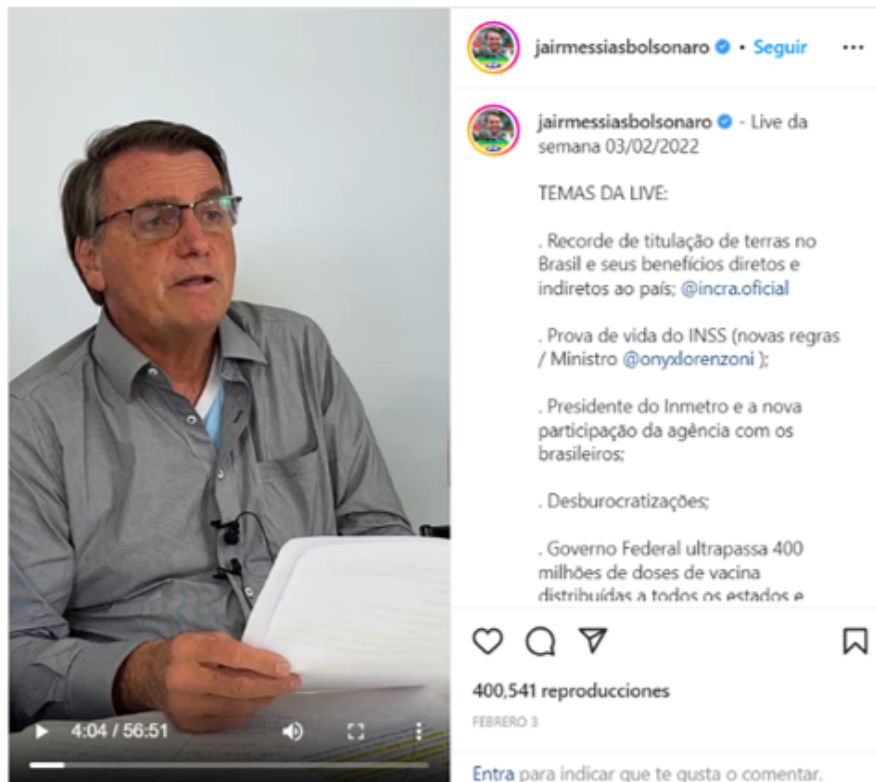 jairmessiasbolsonaro • Seguir
jairmessiasbolsonaro - Live da
semana 03/02/2022
TEMAS DA LIVE:
. Recorde de titulação de terras no
Brasil e seus benefícios diretos e
indiretos ao país; @incra.oficial
. Prova de vida do INSS (novas regras
/ Ministro @onyxlorenzoni );
. Presidente do Inmetro e a nova
participação da agência com os
brasileiros;
. Desburocratizações;
. Governo Federal ultrapassa 400
milhões de doses de vacina
distribuídas a todos os estados e
400,541 reproducciones
FEBRERO 3
Entra para indicar que te gusta o comentar.
4:04 / 56:51